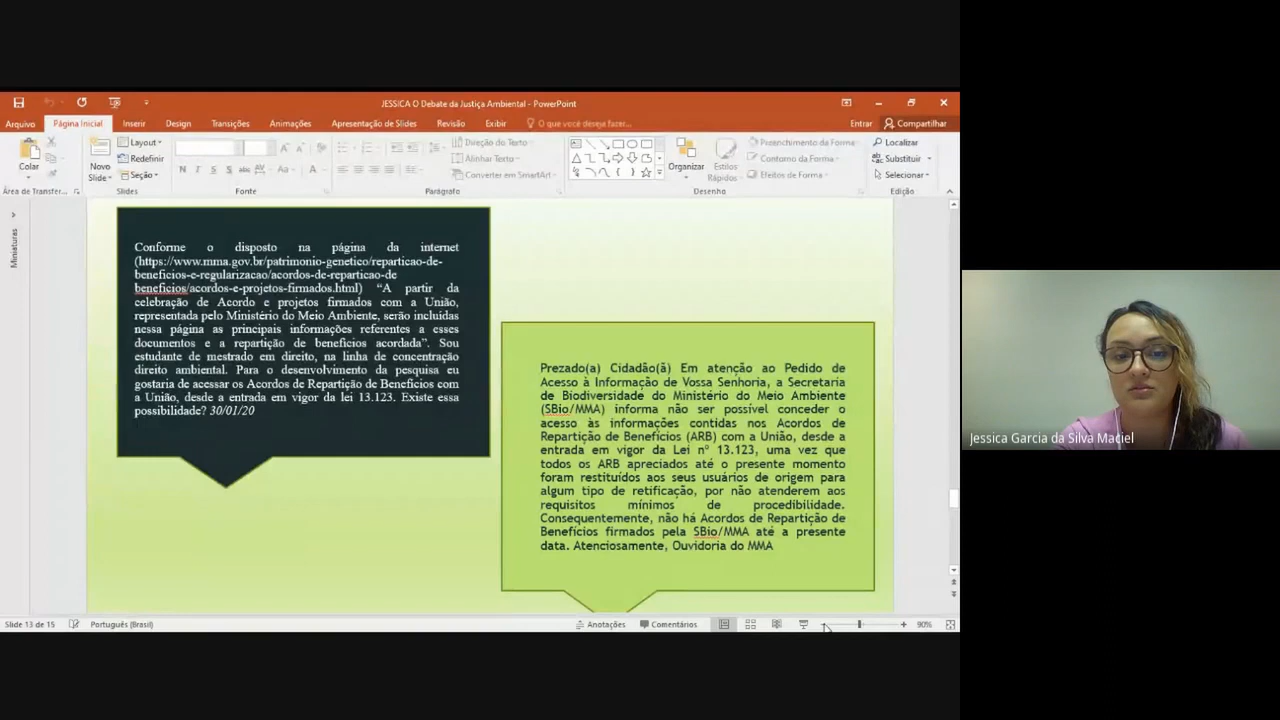 JESSICA O Debate da Justiça Ambiental - PowerPoint
Arquivo Página Inicial Inserir Design Transições Animações Apresentação de Slides Revisão Exibir O que você deseja fazer... Entrar Compartilhar
Colar
Novo Slide
Layout
Redefinir
Seção
N I S S abc AV Aa A
Direção do Texto
Alinhar Texto
Converter em SmartArt
Organizar
Estilos Rápidos
Preenchimento da Forma
Contorno da Forma
Efeitos de Forma
Localizar
Substituir
Selecionar
Área de Transfer... Slides Fonte Parágrafo Desenho Edição
Miniaturas
Conforme o disposto na página da internet
(https://www.mma.gov.br/patrimonio-genetico/reparticao-de-
beneficios-e-regularizacao/acordos-de-reparticao-de
beneficios/acordos-e-projetos-firmados.html) “A partir da
celebração de Acordo e projetos firmados com a União,
representada pelo Ministério do Meio Ambiente, serão incluídas
nessa página as principais informações referentes a esses
documentos e a repartição de benefícios acordada”. Sou
estudante de mestrado em direito, na linha de concentração
direito ambiental. Para o desenvolvimento da pesquisa eu
gostaria de acessar os Acordos de Repartição de Benefícios com
a União, desde a entrada em vigor da lei 13.123. Existe essa
possibilidade? 30/01/20
Prezado(a) Cidadão(ã) Em atenção ao Pedido de
Acesso à Informação de Vossa Senhoria, a Secretaria
de Biodiversidade do Ministério do Meio Ambiente
(SBio/MMA) informa não ser possível conceder o
acesso às informações contidas nos Acordos de
Repartição de Benefícios (ARB) com a União, desde a
entrada em vigor da Lei nº 13.123, uma vez que
todos os ARB apreciados até o presente momento
foram restituídos aos seus usuários de origem para
algum tipo de retificação, por não atenderem aos
requisitos mínimos de procedibilidade.
Consequentemente, não há Acordos de Repartição de
Benefícios firmados pela SBio/MMA até a presente
data. Atenciosamente, Ouvidoria do MMA
Jessica Garcia da Silva Maciel
Slide 13 de 15 Português (Brasil) Anotações Comentários 90%